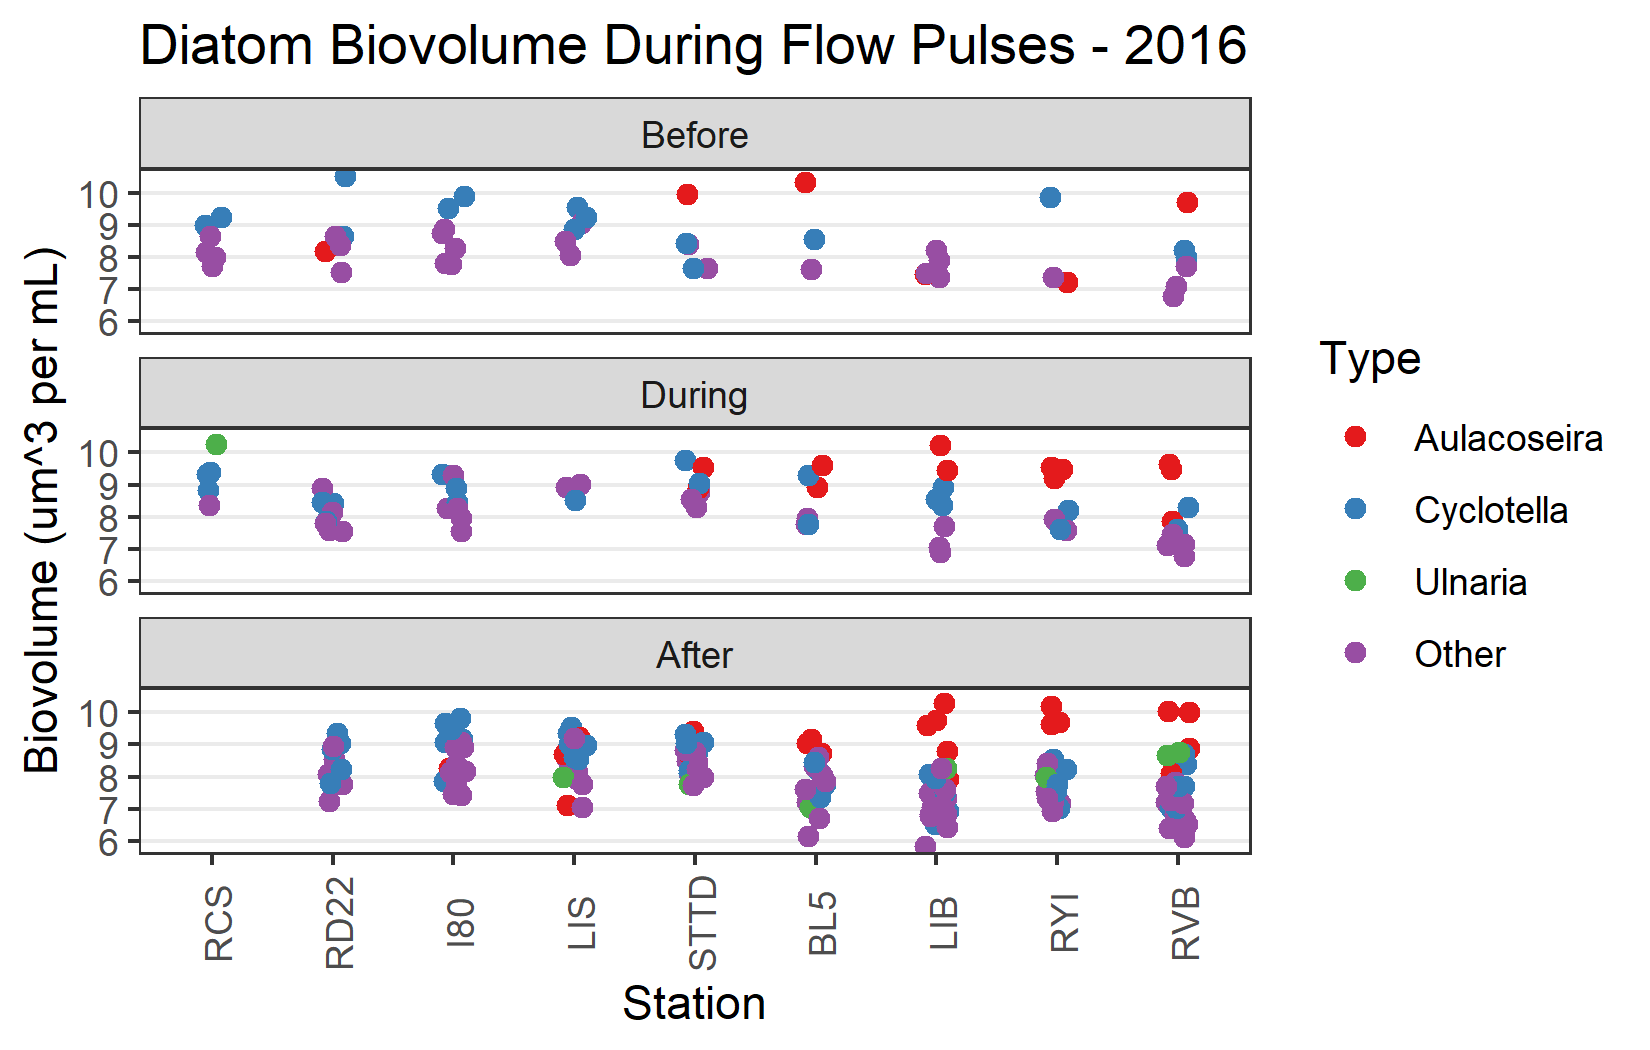 Diatom Biovolume During Flow Pulses - 2016
Biovolume (um^3 per mL)
Before
10
9
8
7
6
During
10
9
8
7
6
After
10
9
8
7
6
RCS
RD22
I80
LIS
STTD
BL5
LIB
RYI
RVB
Station
Type
Aulacoseira
Cyclotella
Ulnaria
Other